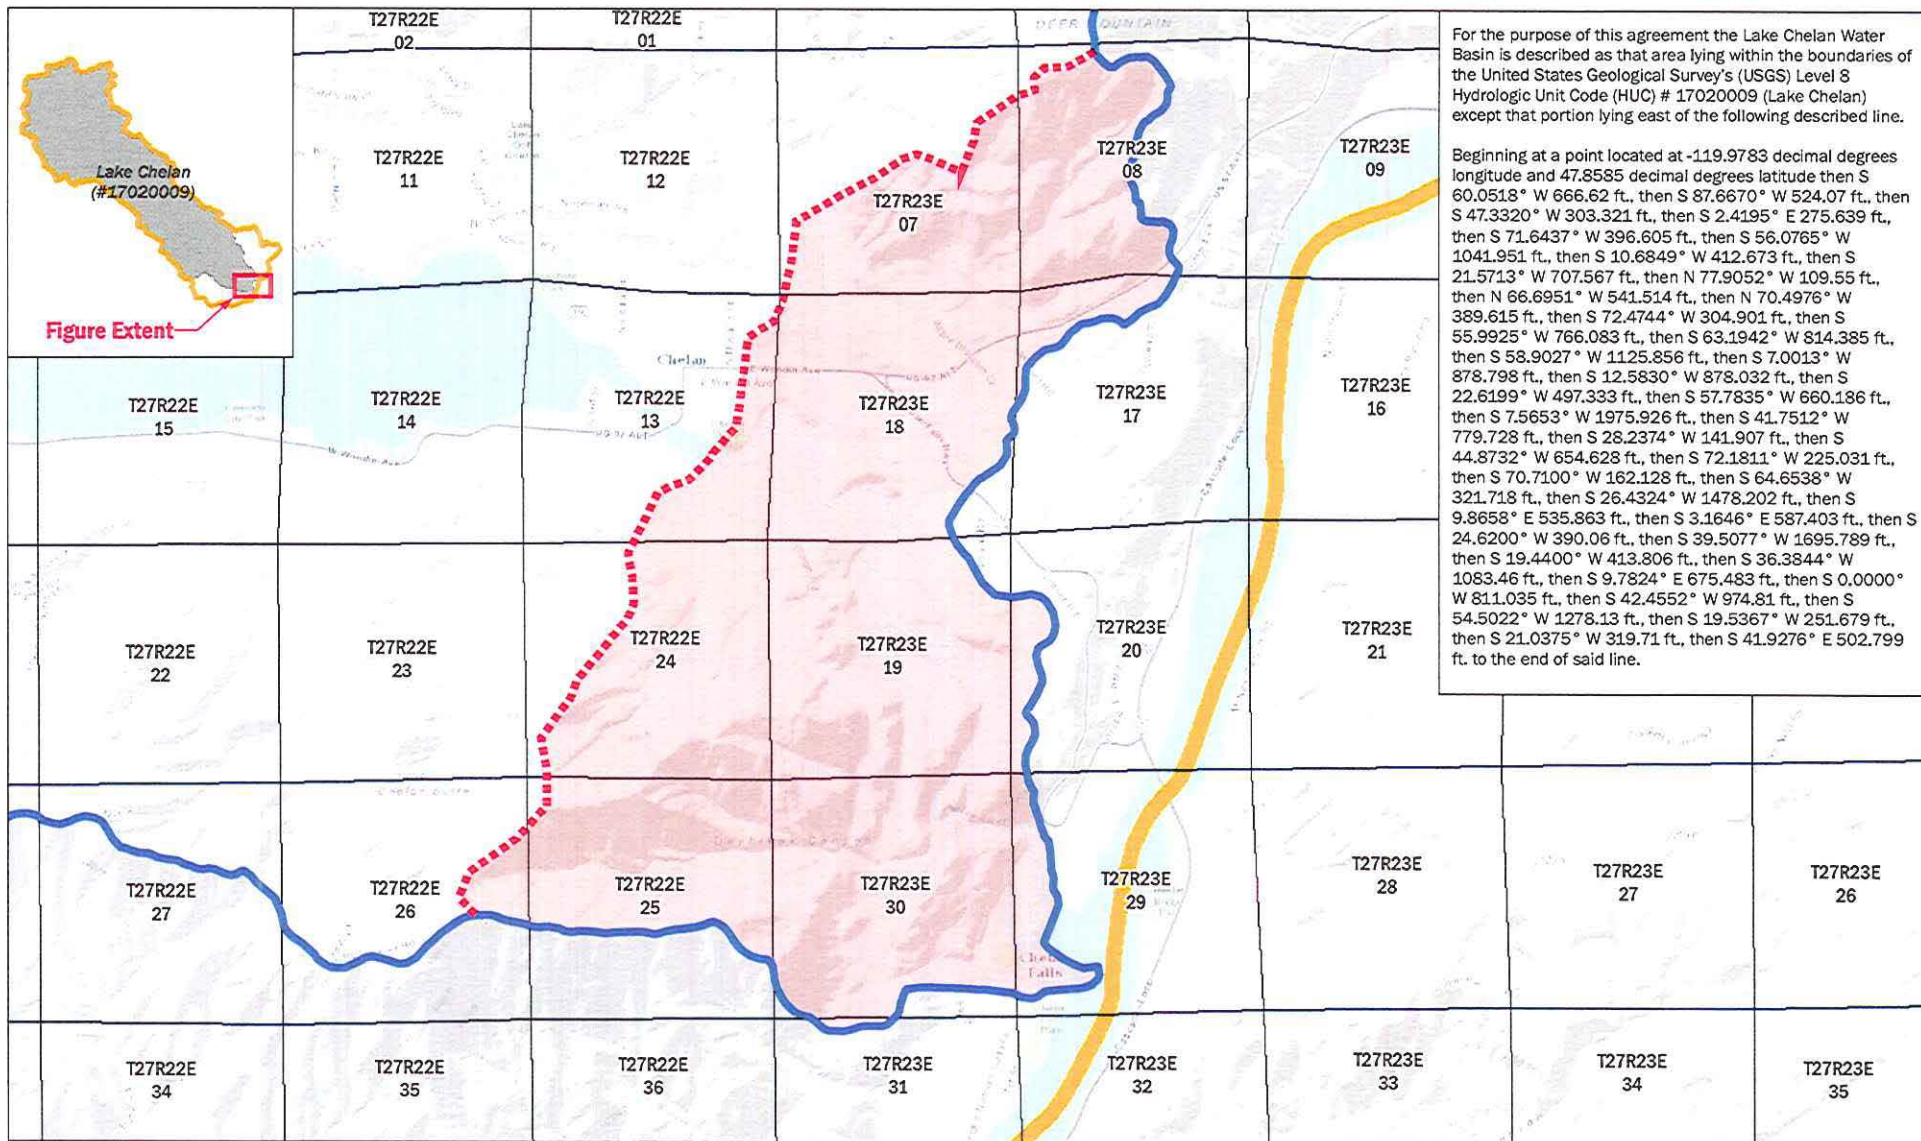 T27R22E
02
T27R22E
01
DEER MOUNTAIN
Lake Chelan
(#17020009)
Figure Extent
T27R22E
11
T27R22E
12
T27R23E
07
T27R23E
08
T27R23E
09
Chelan
T27R22E
15
T27R22E
14
T27R22E
13
T27R23E
18
T27R23E
17
T27R23E
16
W Woodin Ave
E Woodin Ave
T27R22E
22
T27R22E
23
T27R22E
24
T27R23E
19
T27R23E
20
T27R23E
21
Chelan Butte
T27R22E
27
T27R22E
26
T27R22E
25
T27R23E
30
T27R23E
29
T27R23E
28
T27R23E
27
T27R23E
26
Falls
T27R22E
34
T27R22E
35
T27R22E
36
T27R23E
31
T27R23E
32
T27R23E
33
T27R23E
34
T27R23E
35
For the purpose of this agreement the Lake Chelan Water
Basin is described as that area lying within the boundaries of
the United States Geological Survey's (USGS) Level 8
Hydrologic Unit Code (HUC) # 17020009 (Lake Chelan)
except that portion lying east of the following described line.
Beginning at a point located at -119.9783 decimal degrees
longitude and 47.8585 decimal degrees latitude then S
60.0518° W 666.62 ft., then S 87.6670° W 524.07 ft., then
S 47.3320° W 303.321 ft., then S 2.4195° E 275.639 ft.,
then S 71.6437° W 396.605 ft., then S 56.0765° W
1041.951 ft., then S 10.6849° W 412.673 ft., then S
21.5713° W 707.567 ft., then N 77.9052° W 109.55 ft.,
then N 66.6951° W 541.514 ft., then N 70.4976° W
389.615 ft., then S 72.4744° W 304.901 ft., then S
55.9925° W 766.083 ft., then S 63.1942° W 814.385 ft.,
then S 58.9027° W 1125.856 ft., then S 7.0013° W
878.798 ft., then S 12.5830° W 878.032 ft., then S
22.6199° W 497.333 ft., then S 57.7835° W 660.186 ft.,
then S 7.5653° W 1975.926 ft., then S 41.7512° W
779.728 ft., then S 28.2374° W 141.907 ft., then S
44.8732° W 654.628 ft., then S 72.1811° W 225.031 ft.,
then S 70.7100° W 162.128 ft., then S 64.6538° W
321.718 ft., then S 26.4324° W 1478.202 ft., then S
9.8658° E 535.863 ft., then S 3.1646° E 587.403 ft., then S
24.6200° W 390.06 ft., then S 39.5077° W 1695.789 ft.,
then S 19.4400° W 413.806 ft., then S 36.3844° W
1083.46 ft., then S 9.7824° E 675.483 ft., then S 0.0000°
W 811.035 ft., then S 42.4552° W 974.81 ft., then S
54.5022° W 1278.13 ft., then S 19.5367° W 251.679 ft.,
then S 21.0375° W 319.71 ft., then S 41.9276° E 502.799
ft. to the end of said line.